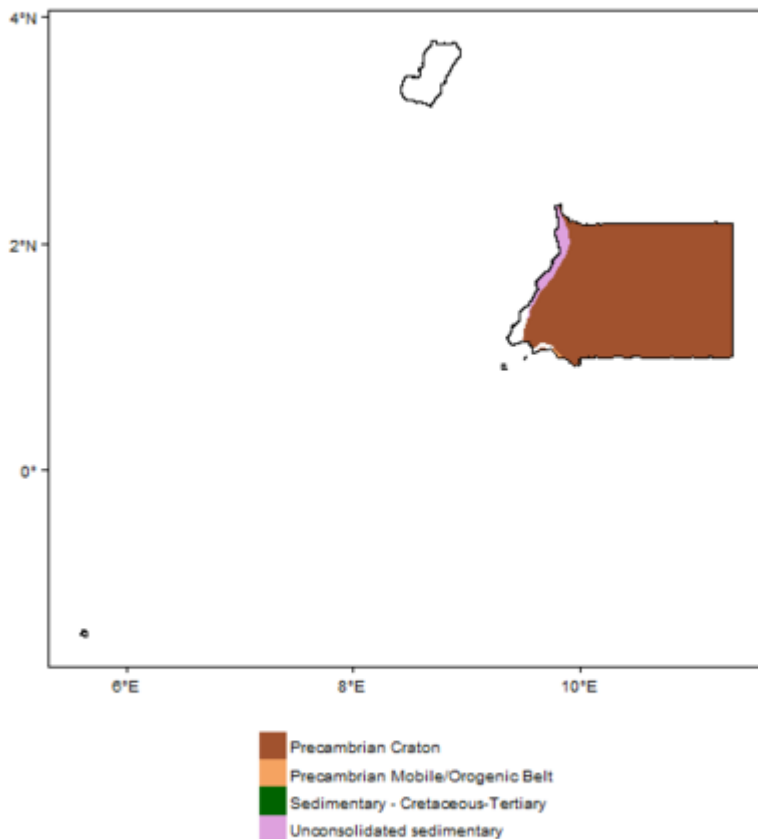 4°N
2°N
0°
6°E
8°E
10°E
Precambrian Craton
Precambrian Mobile/Orogenic Belt
Sedimentary - Cretaceous-Tertiary
Unconsolidated sedimentary